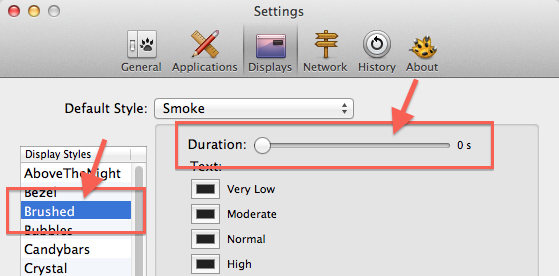 Settings
General Applications Displays Network History About
Default Style: Smoke
Duration: 0 s
Display Styles
AboveTheNight
Bezel
Brushed
Bubbles
Candybars
Crystal
Text:
Very Low
Moderate
Normal
High